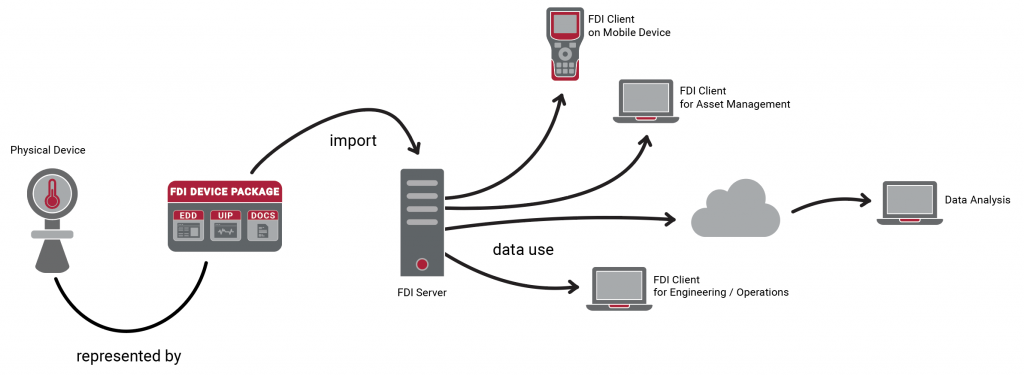 FDI Client
on Mobile Device
FDI Client
for Asset Management
import
Physical Device
FDI DEVICE PACKAGE
EDD UIP DOCS
Data Analysis
data use
FDI Server
FDI Client
for Engineering / Operations
represented by